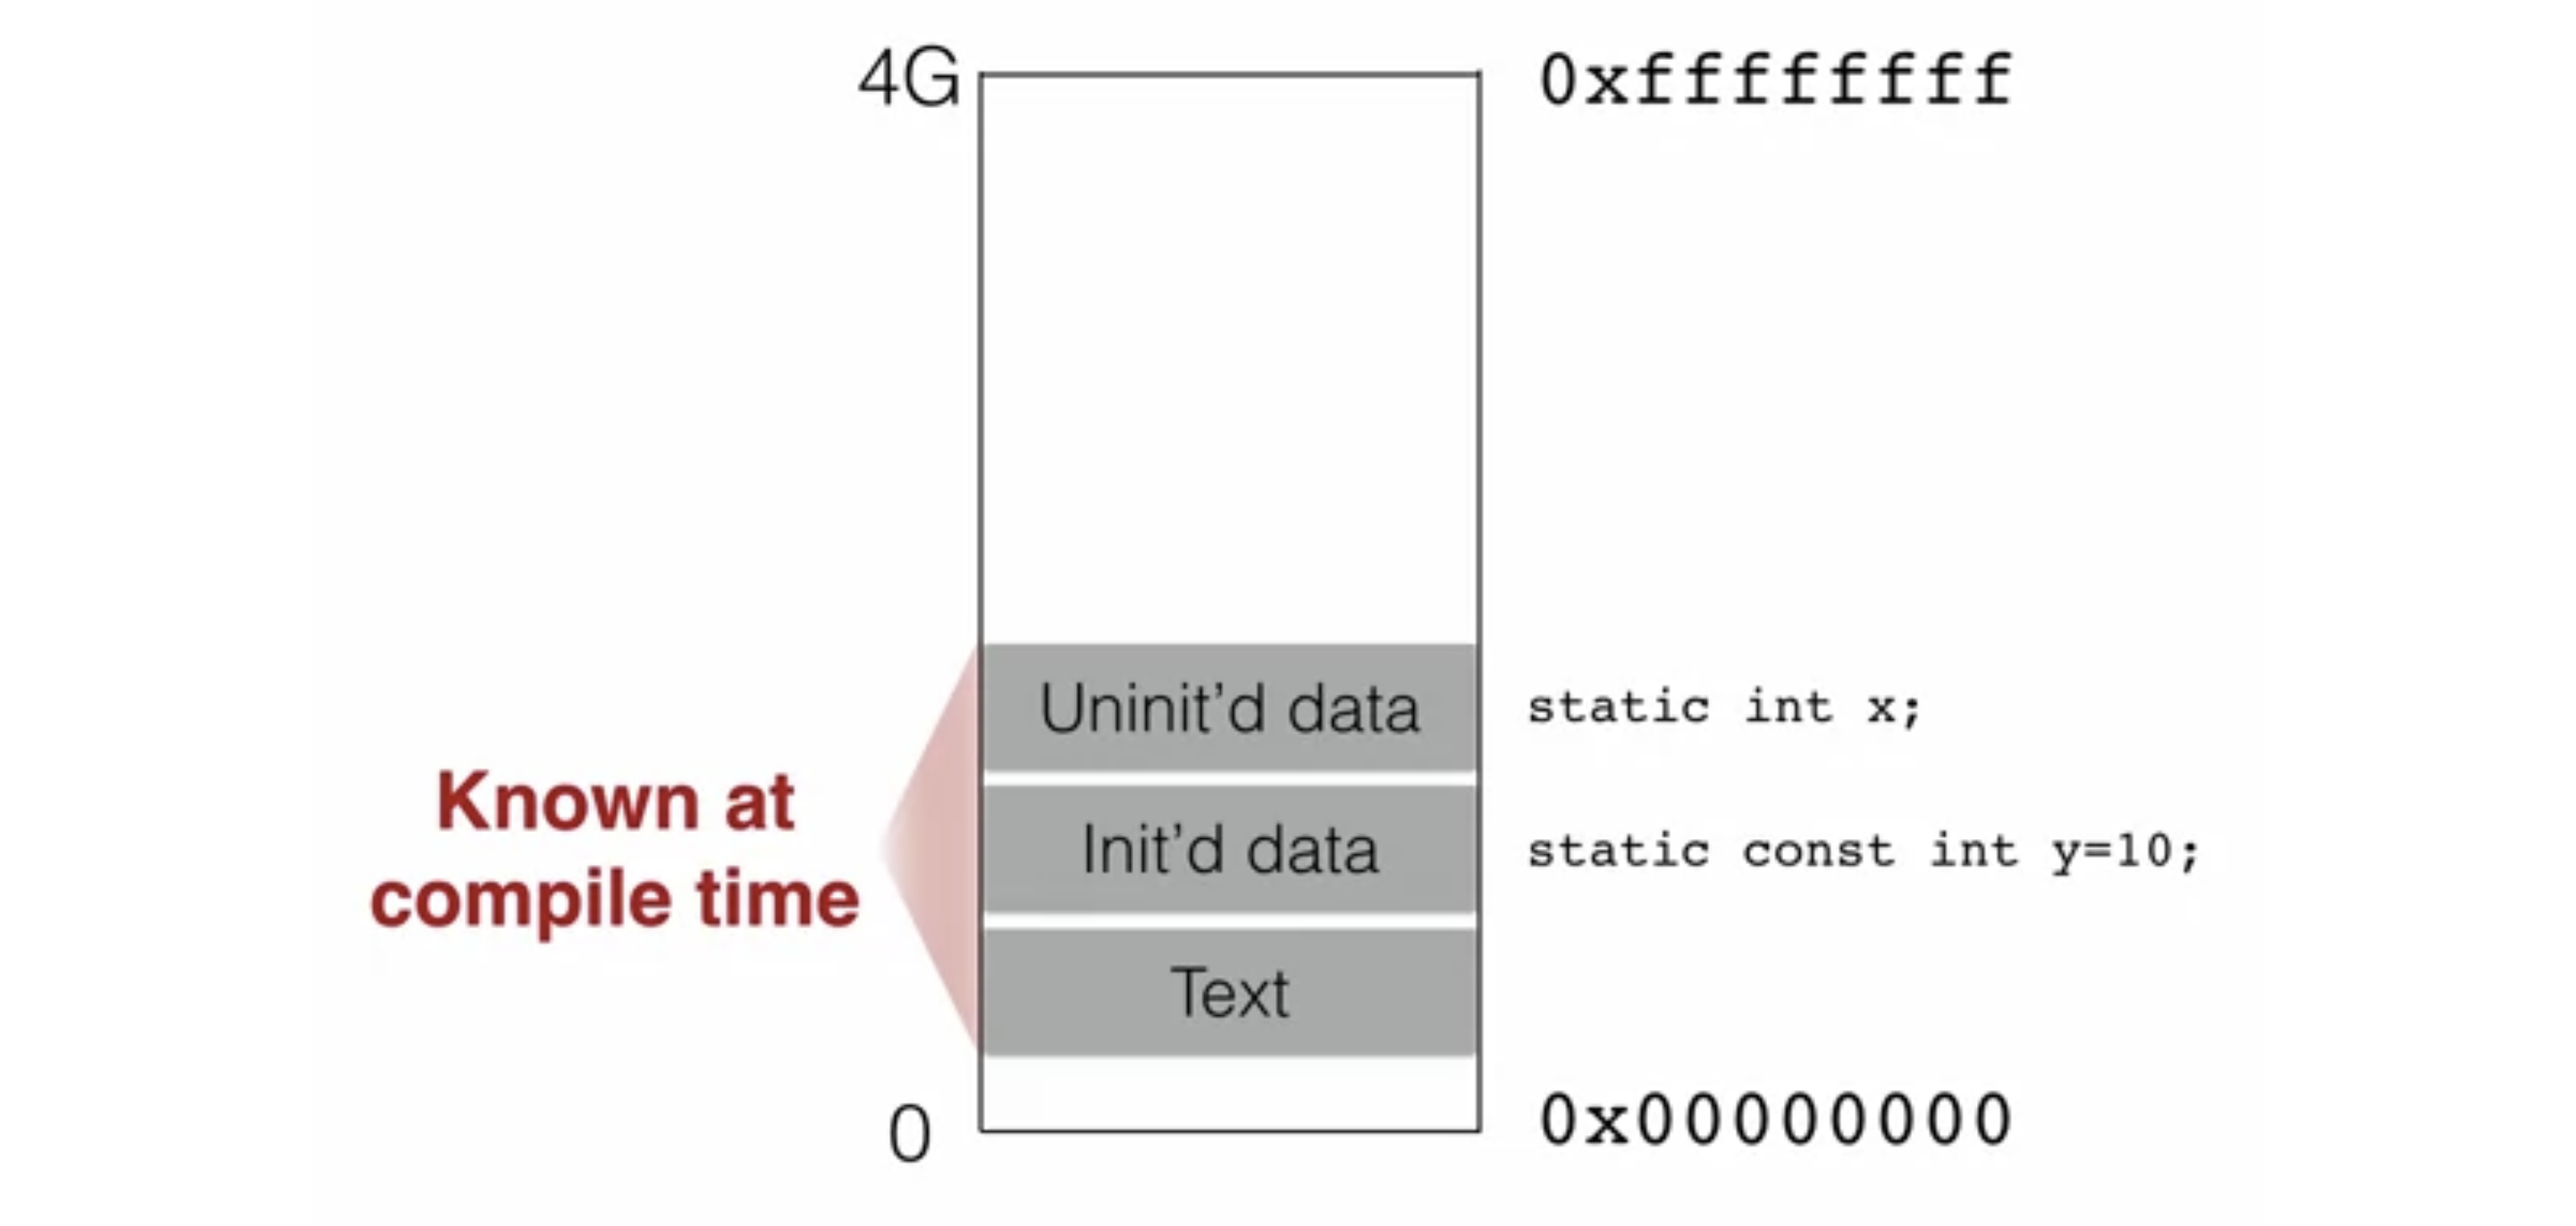 4G
0xffffffff
Uninit’d data
static int x;
Known at
compile time
Init’d data
static const int y=10;
Text
0
0x00000000